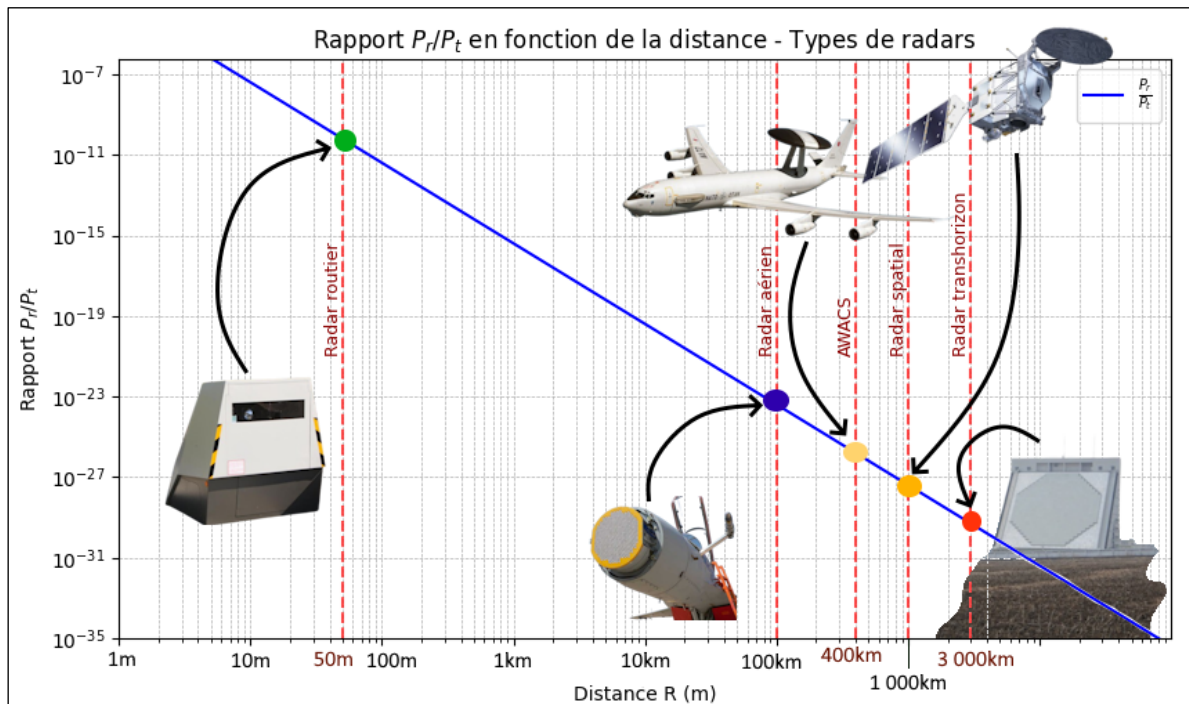 Rapport Pr/Pt en fonction de la distance - Types de radars
Pr
Pt
Rapport Pr/Pt
10⁻⁷
10⁻¹¹
10⁻¹⁵
10⁻¹⁹
10⁻²³
10⁻²⁷
10⁻³¹
10⁻³⁵
Radar routier
Radar aérien
AWACS
Radar spatial
Radar transhorizon
1m
10m
50m
100m
1km
10km
100km
400km
1 000km
3 000km
Distance R (m)